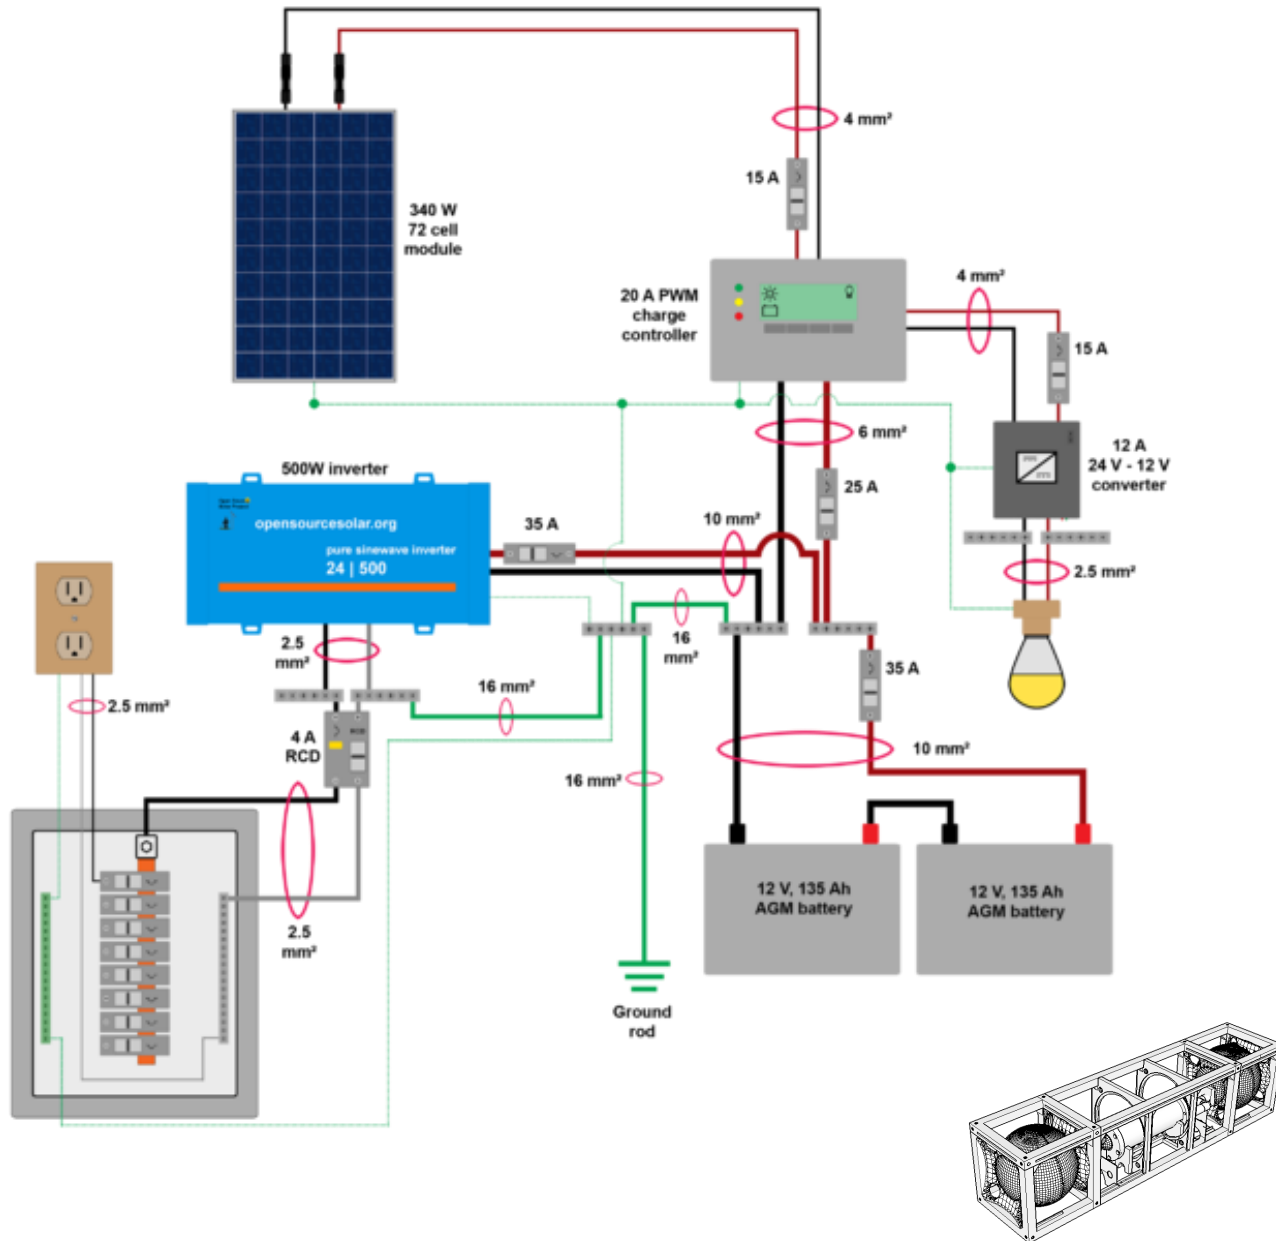 4 mm²
15 A
340 W
72 cell
module
20 A PWM
charge
controller
4 mm²
15 A
6 mm²
12 A
24 V - 12 V
converter
500W inverter
25 A
opensourcesolar.org
pure sinewave inverter
24 | 500
35 A
10 mm²
2.5 mm²
2.5
mm²
16
mm²
35 A
16 mm²
2.5 mm²
4 A
RCD
RCD
10 mm²
16 mm²
12 V, 135 Ah
AGM battery
12 V, 135 Ah
AGM battery
2.5
mm²
Ground
rod